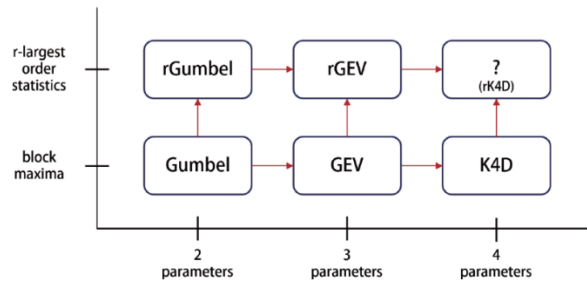 r-largest
order
statistics
rGumbel
rGEV
?
(rK4D)
block
maxima
Gumbel
GEV
K4D
2
parameters
3
parameters
4
parameters